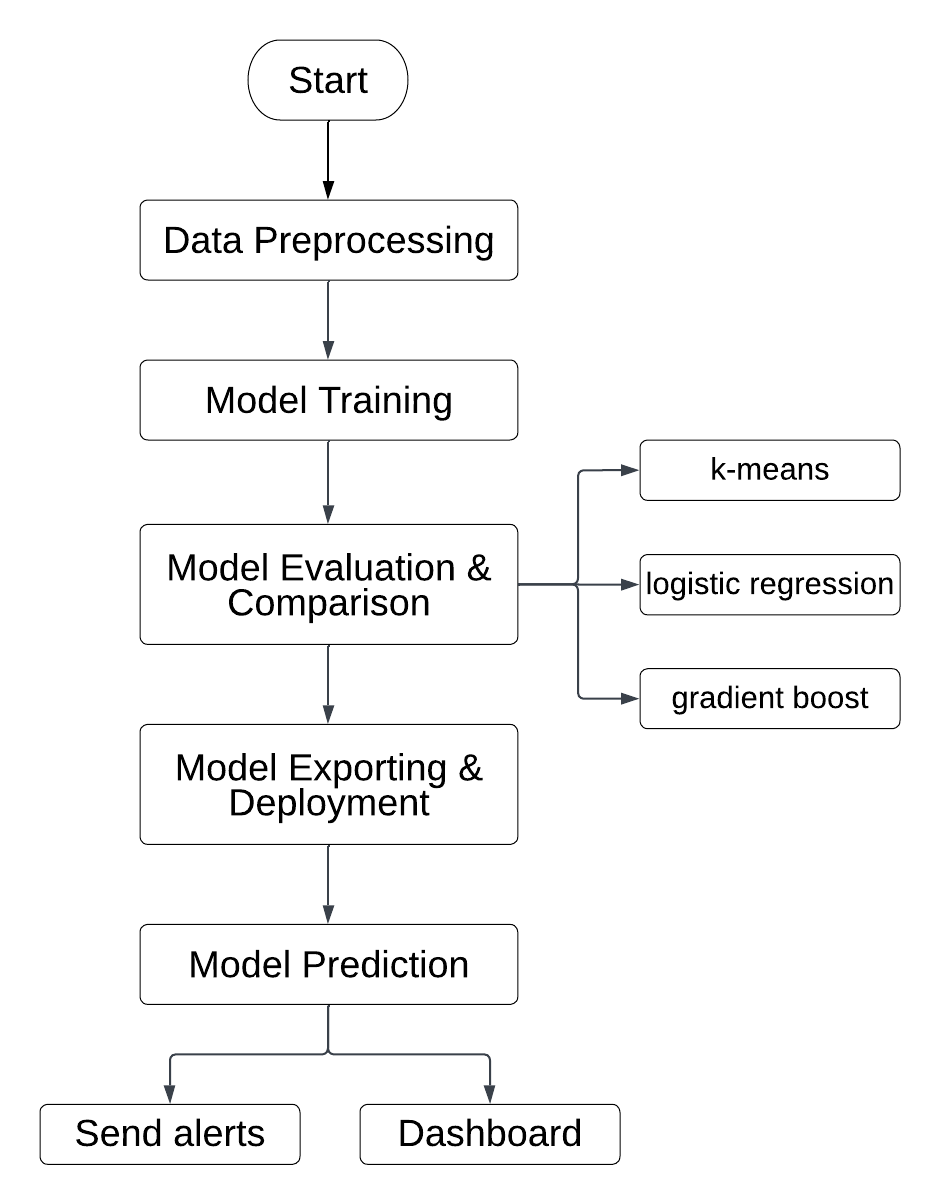 Start
Data Preprocessing
Model Training
k-means
Model Evaluation &
Comparison
logistic regression
gradient boost
Model Exporting &
Deployment
Model Prediction
Send alerts
Dashboard